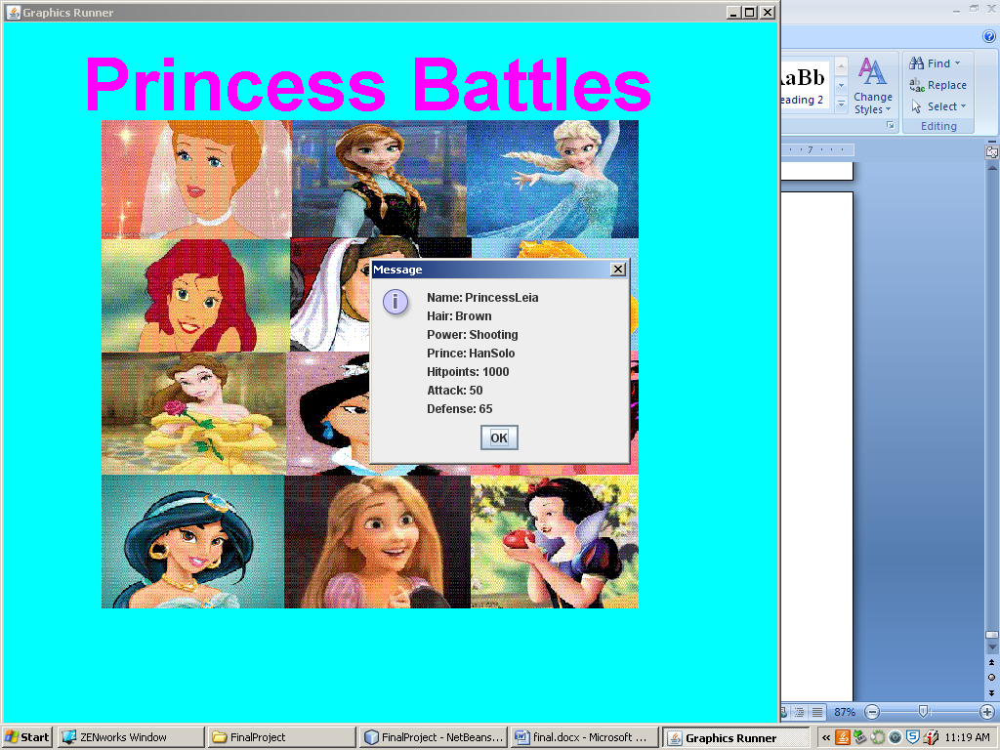 Graphics Runner
Princess Battles
Message
Name: PrincessLeia
Hair: Brown
Power: Shooting
Prince: HanSolo
Hitpoints: 1000
Attack: 50
Defense: 65
OK
AaBb
eading 2
Change
Styles
Find
Replace
Select
Editing
7
87%
Start
ZENworks Window
FinalProject
FinalProject - NetBeans...
final.docx - Microsoft ...
Graphics Runner
11:19 AM